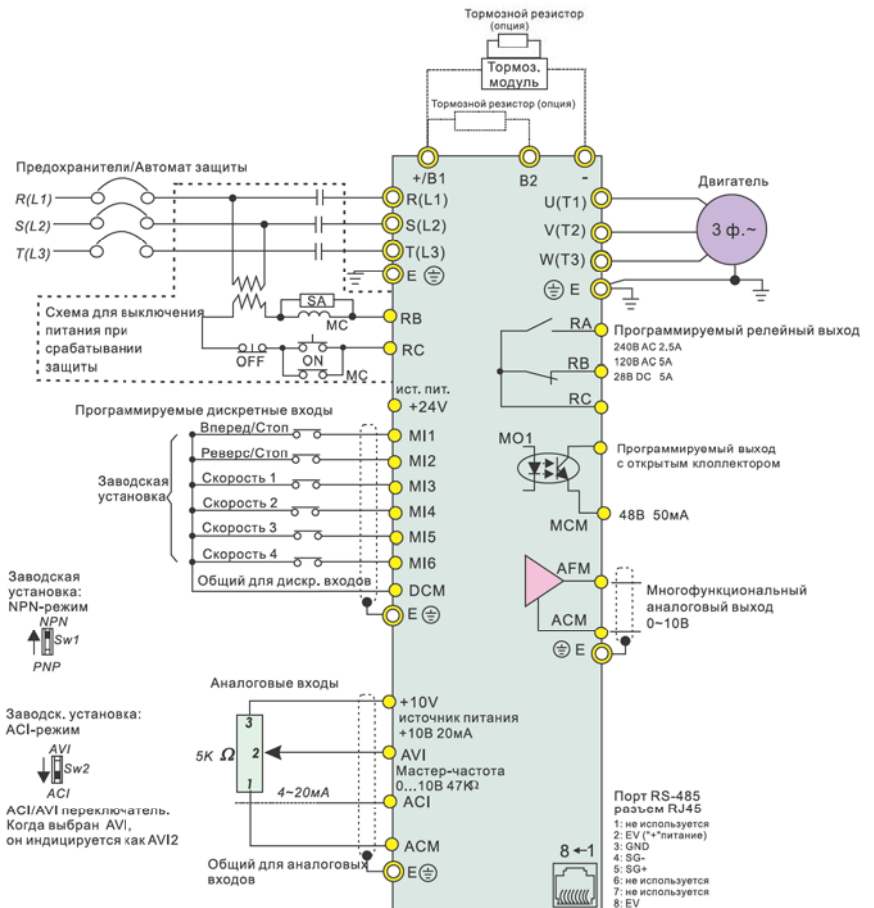 Тормозной резистор
(опция)
Тормоз.
модуль
Тормозной резистор (опция)
+/B1
B2
-
Предохранители/Автомат защиты
R(L1)
S(L2)
T(L3)
R(L1)
S(L2)
T(L3)
E
U(T1)
V(T2)
W(T3)
E
Двигатель
3 ф.~
Схема для выключения
питания при
срабатывании
защиты
SA
MC
OFF
ON
MC
RB
RC
RA
RB
RC
Программируемый релейный выход
240В AC 2,5A
120В AC 5A
28В DC 5A
ист. пит.
+24V
Программируемые дискретные входы
Вперед/Стоп
Реверс/Стоп
Скорость 1
Скорость 2
Скорость 3
Скорость 4
Общий для дискр. входов
Заводская
установка
MI1
MI2
MI3
MI4
MI5
MI6
DCM
E
MO1
MCM
Программируемый выход
с открытым клоллектором
48В 50мА
AFM
ACM
E
Многофункциональный
аналоговый выход
0~10В
Заводская
установка:
NPN-режим
NPN
Sw1
PNP
Заводск. установка:
ACI-режим
AVI
Sw2
ACI
ACI/AVI переключатель.
Когда выбран AVI,
он индицируется как AVI2
Аналоговые входы
3
2
1
5K Ω
4~20мА
Общий для аналоговых
входов
+10V
источник питания
+10В 20мА
AVI
Мастер-частота
0...10В 47KΩ
ACI
ACM
E
8←1
Порт RS-485
разъем RJ45
1: не используется
2: EV ("+"питание)
3: GND
4: SG-
5: SG+
6: не используется
7: не используется
8: EV